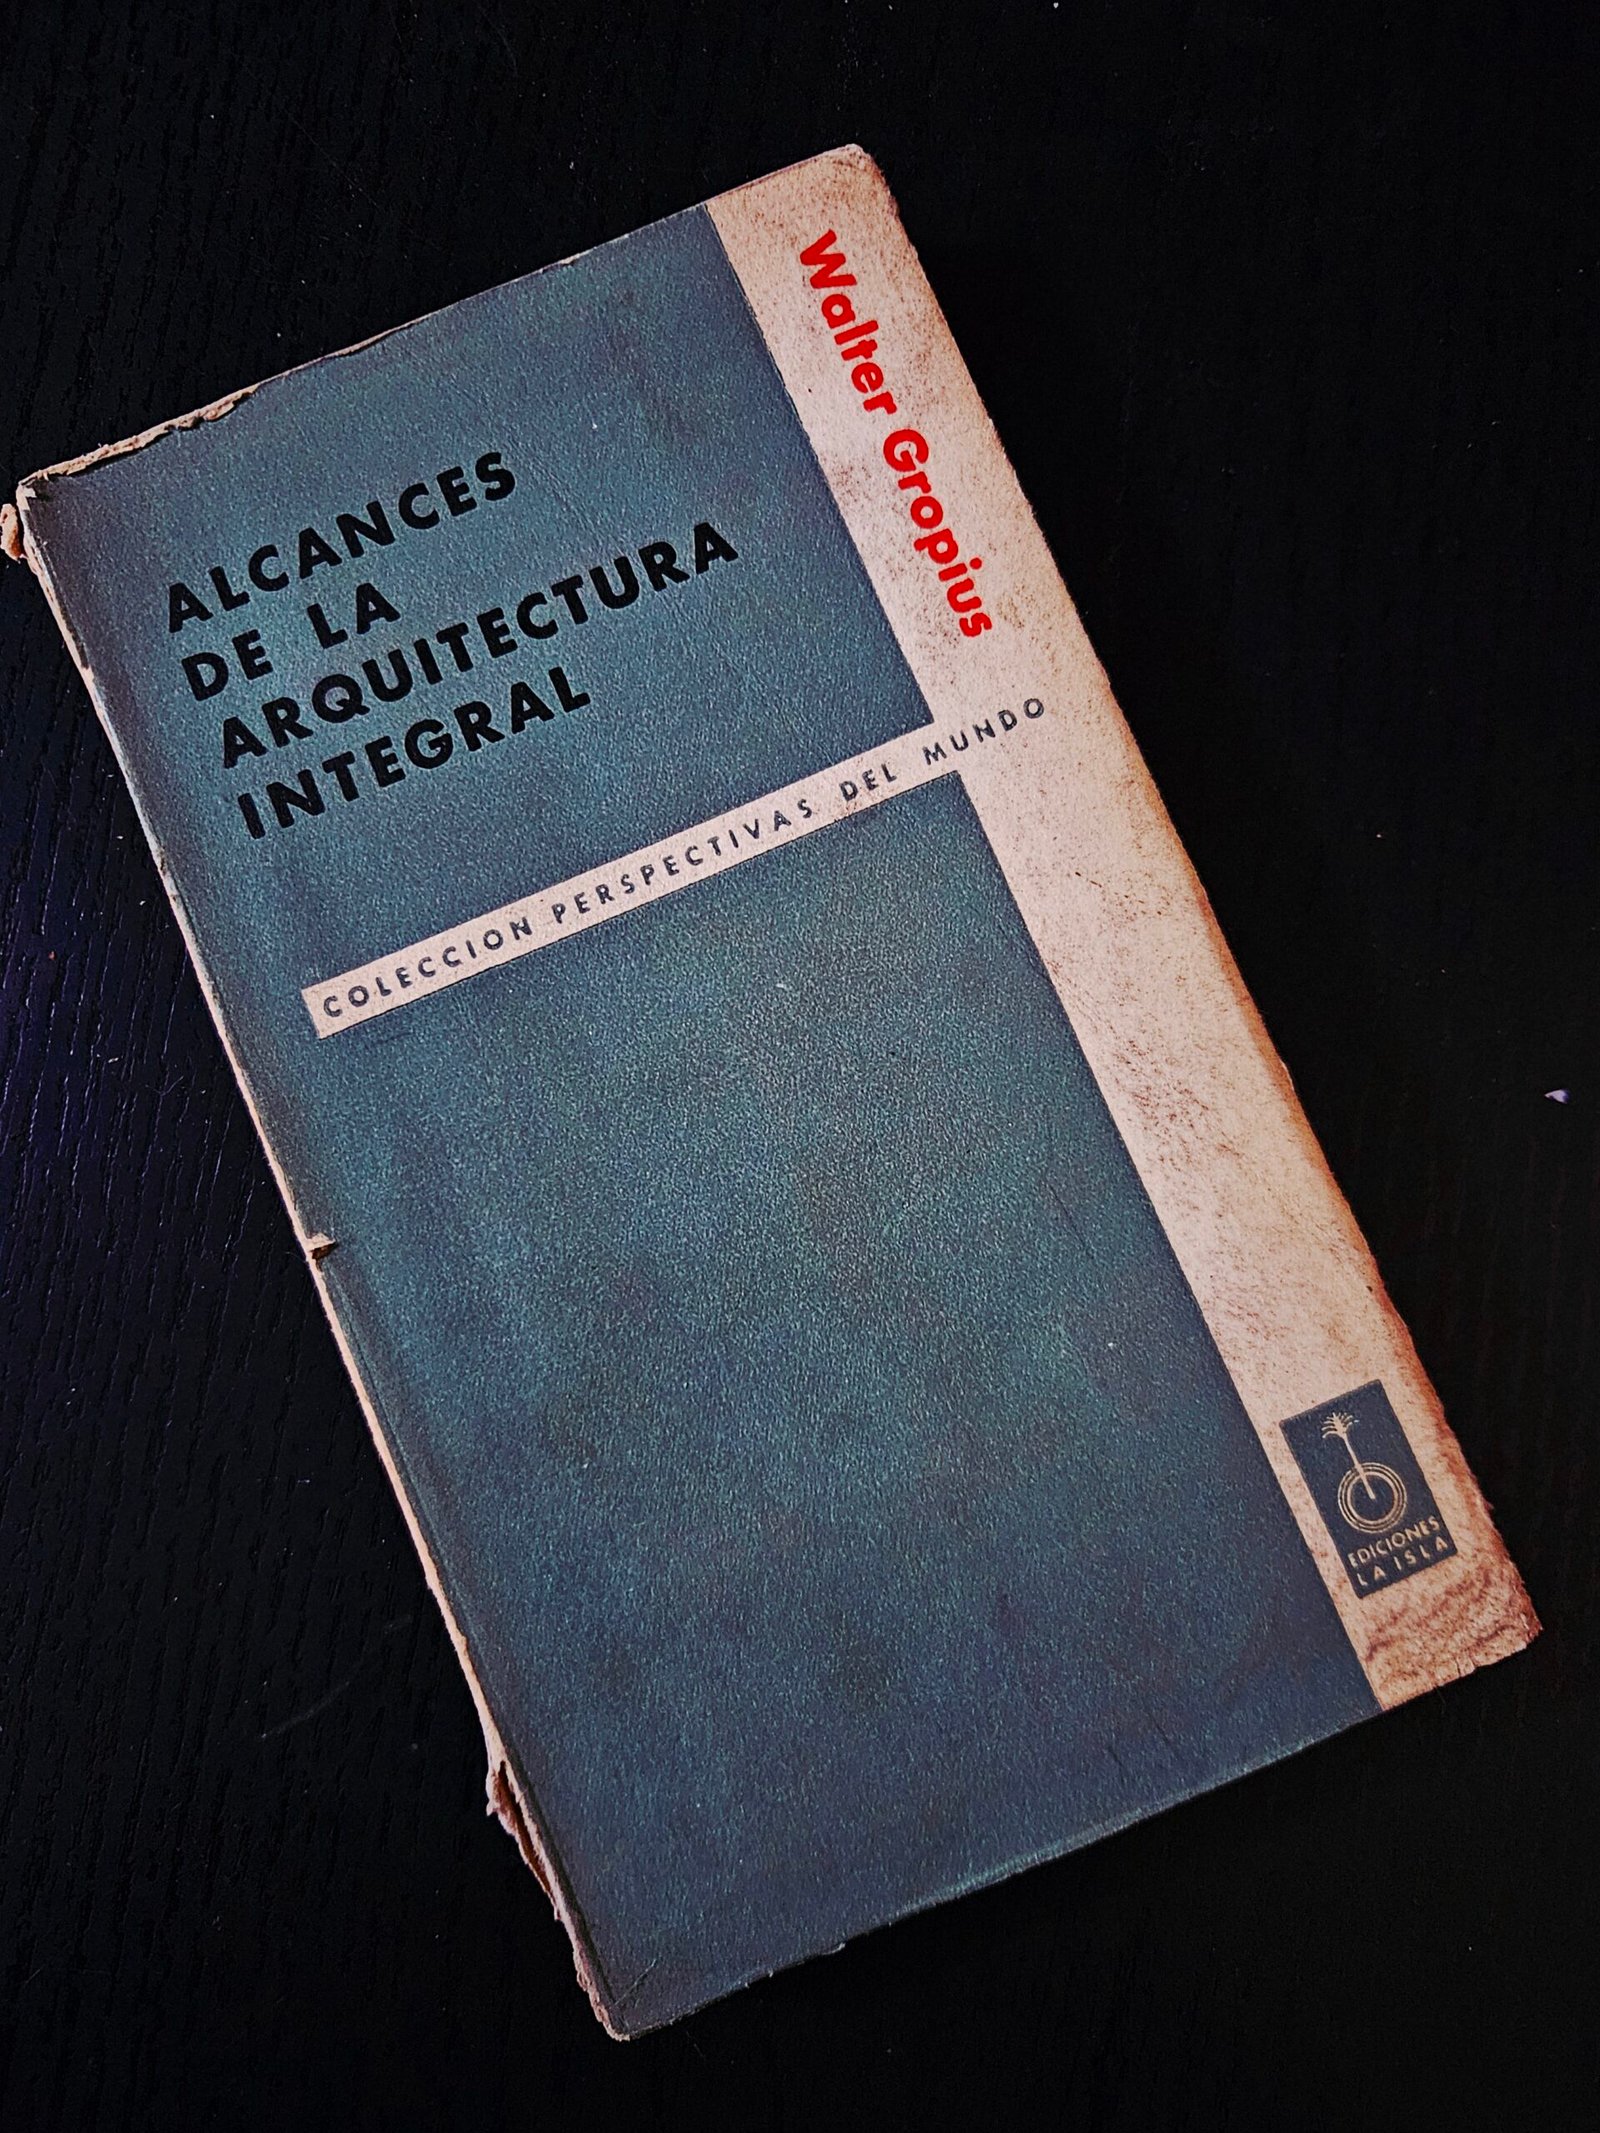 Walter Gropius
ALCANCES
DE LA
ARQUITECTURA
INTEGRAL
COLECCION PERSPECTIVAS DEL MUNDO
EDICIONES
LA ISLA